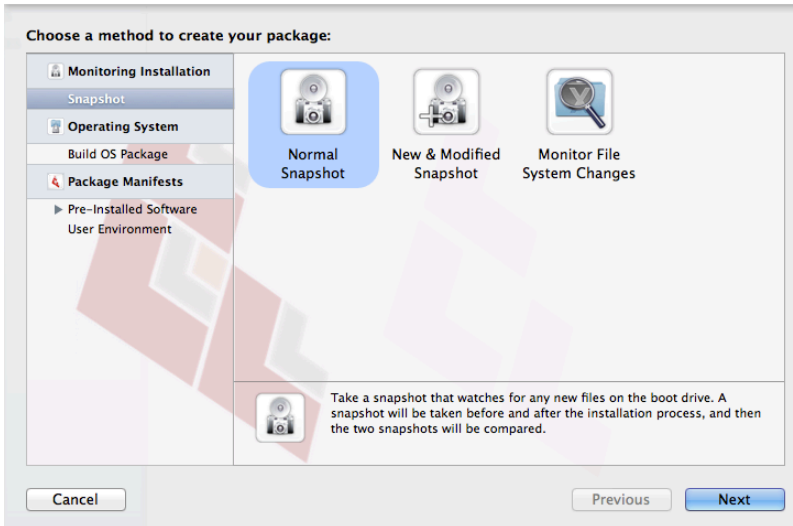 Choose a method to create your package:
Monitoring Installation
Snapshot
Operating System
Build OS Package
Package Manifests
Pre-Installed Software
User Environment
Normal
Snapshot
New & Modified
Snapshot
Monitor File
System Changes
Take a snapshot that watches for any new files on the boot drive. A
snapshot will be taken before and after the installation process, and then
the two snapshots will be compared.
Cancel
Previous
Next